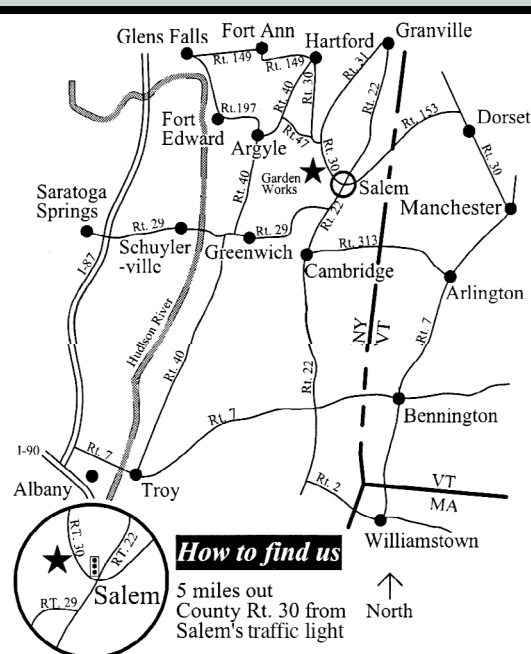 Glens Falls
Fort Ann
Hartford
Granville
Rt. 149
Rt. 149
Rt. 40
Rt. 30
Rt. 31
Rt. 22
Rt. 153
Dorset
Rt.197
Fort
Edward
Argyle
Rt.47
Rt. 30
Rt. 30
Garden
Works
Salem
Rt. 40
Rt. 22
Manchester
Saratoga
Springs
Rt. 29
Schuyler
-ville
Greenwich
Rt. 29
Rt. 313
Cambridge
Arlington
I-87
Hudson River
NY
VT
Rt. 7
Rt. 40
Rt. 22
Rt. 7
Bennington
I-90
Rt. 7
Albany
Troy
Rt. 2
VT
MA
Williamstown
RT. 30
RT. 22
Salem
RT. 29
How to find us
5 miles out
County Rt. 30 from
Salem's traffic light
North